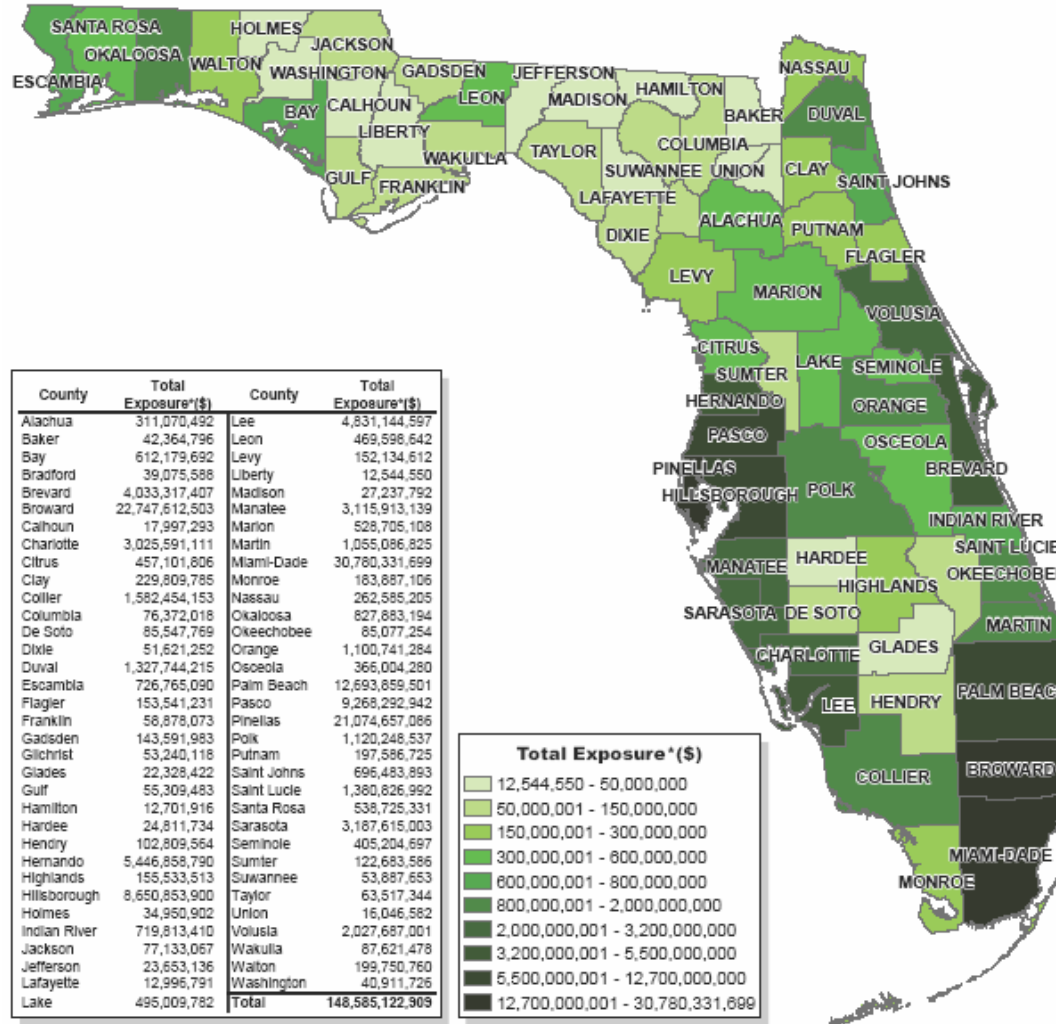 SANTA ROSA
HOLMES
JACKSON
OKALOOSA
WALTON
ESCAMBIA
WASHINGTON
GADSDEN
JEFFERSON
HAMILTON
NASSAU
BAY
CALHOUN
LEON
MADISON
BAKER
DUVAL
LIBERTY
WAKULLA
TAYLOR
COLUMBIA
GULF
FRANKLIN
SUWANNEE
UNION
CLAY
SAINT JOHNS
LAFAYETTE
DIXIE
ALACHUA
PUTNAM
FLAGLER
LEVY
MARION
VOLUSIA
CITRUS
LAKE
SEMINOLE
SUMTER
HERNANDO
ORANGE
PASCO
OSCEOLA
PINELLAS
HILLSBOROUGH
POLK
BREVARD
INDIAN RIVER
MANATEE
HARDEE
HIGHLANDS
SAINT LUCIE
OKEECHOBE
SARASOTA
DE SOTO
MARTIN
CHARLOTTE
GLADES
LEE
HENDRY
PALM BEAC
COLLIER
BROWARD
MIAMI-DADE
MONROE
County Total Exposure*($) County Total Exposure*($)
Alachua 311,070,492 Lee 4,831,144,597
Baker 42,364,796 Leon 469,598,642
Bay 612,179,692 Levy 152,134,612
Bradford 39,075,588 Liberty 12,544,550
Brevard 4,033,317,407 Madison 27,237,792
Broward 22,747,612,503 Manatee 3,115,913,139
Calhoun 17,997,293 Marion 528,705,108
Charlotte 3,025,591,111 Martin 1,055,086,825
Citrus 457,101,806 Miami-Dade 30,780,331,699
Clay 229,809,785 Monroe 183,887,106
Collier 1,582,454,153 Nassau 262,585,205
Columbia 76,372,018 Okaloosa 827,883,194
De Soto 85,547,769 Okeechobee 85,077,254
Dixie 51,621,252 Orange 1,100,741,284
Duval 1,327,744,215 Osceola 366,004,280
Escambia 726,765,090 Palm Beach 12,693,859,501
Flagler 153,541,231 Pasco 9,268,292,942
Franklin 58,878,073 Pinellas 21,074,657,086
Gadsden 143,591,983 Polk 1,120,248,537
Gilchrist 53,240,118 Putnam 197,586,725
Glades 22,328,422 Saint Johns 696,483,893
Gulf 55,309,483 Saint Lucie 1,380,826,992
Hamilton 12,701,916 Santa Rosa 538,725,331
Hardee 24,811,734 Sarasota 3,187,615,003
Hendry 102,809,564 Seminole 405,204,697
Hernando 5,446,858,790 Sumter 122,683,586
Highlands 155,533,513 Suwannee 53,887,653
Hillsborough 8,650,853,900 Taylor 63,517,344
Holmes 34,950,902 Union 16,046,582
Indian River 719,813,410 Volusia 2,027,687,001
Jackson 77,133,067 Wakulla 87,621,478
Jefferson 23,653,136 Walton 199,750,760
Lafayette 12,996,791 Washington 40,911,726
Lake 495,009,782 Total 148,585,122,909
Total Exposure*($)
12,544,550 - 50,000,000
50,000,001 - 150,000,000
150,000,001 - 300,000,000
300,000,001 - 600,000,000
600,000,001 - 800,000,000
800,000,001 - 2,000,000,000
2,000,000,001 - 3,200,000,000
3,200,000,001 - 5,500,000,000
5,500,000,001 - 12,700,000,000
12,700,000,001 - 30,780,331,699